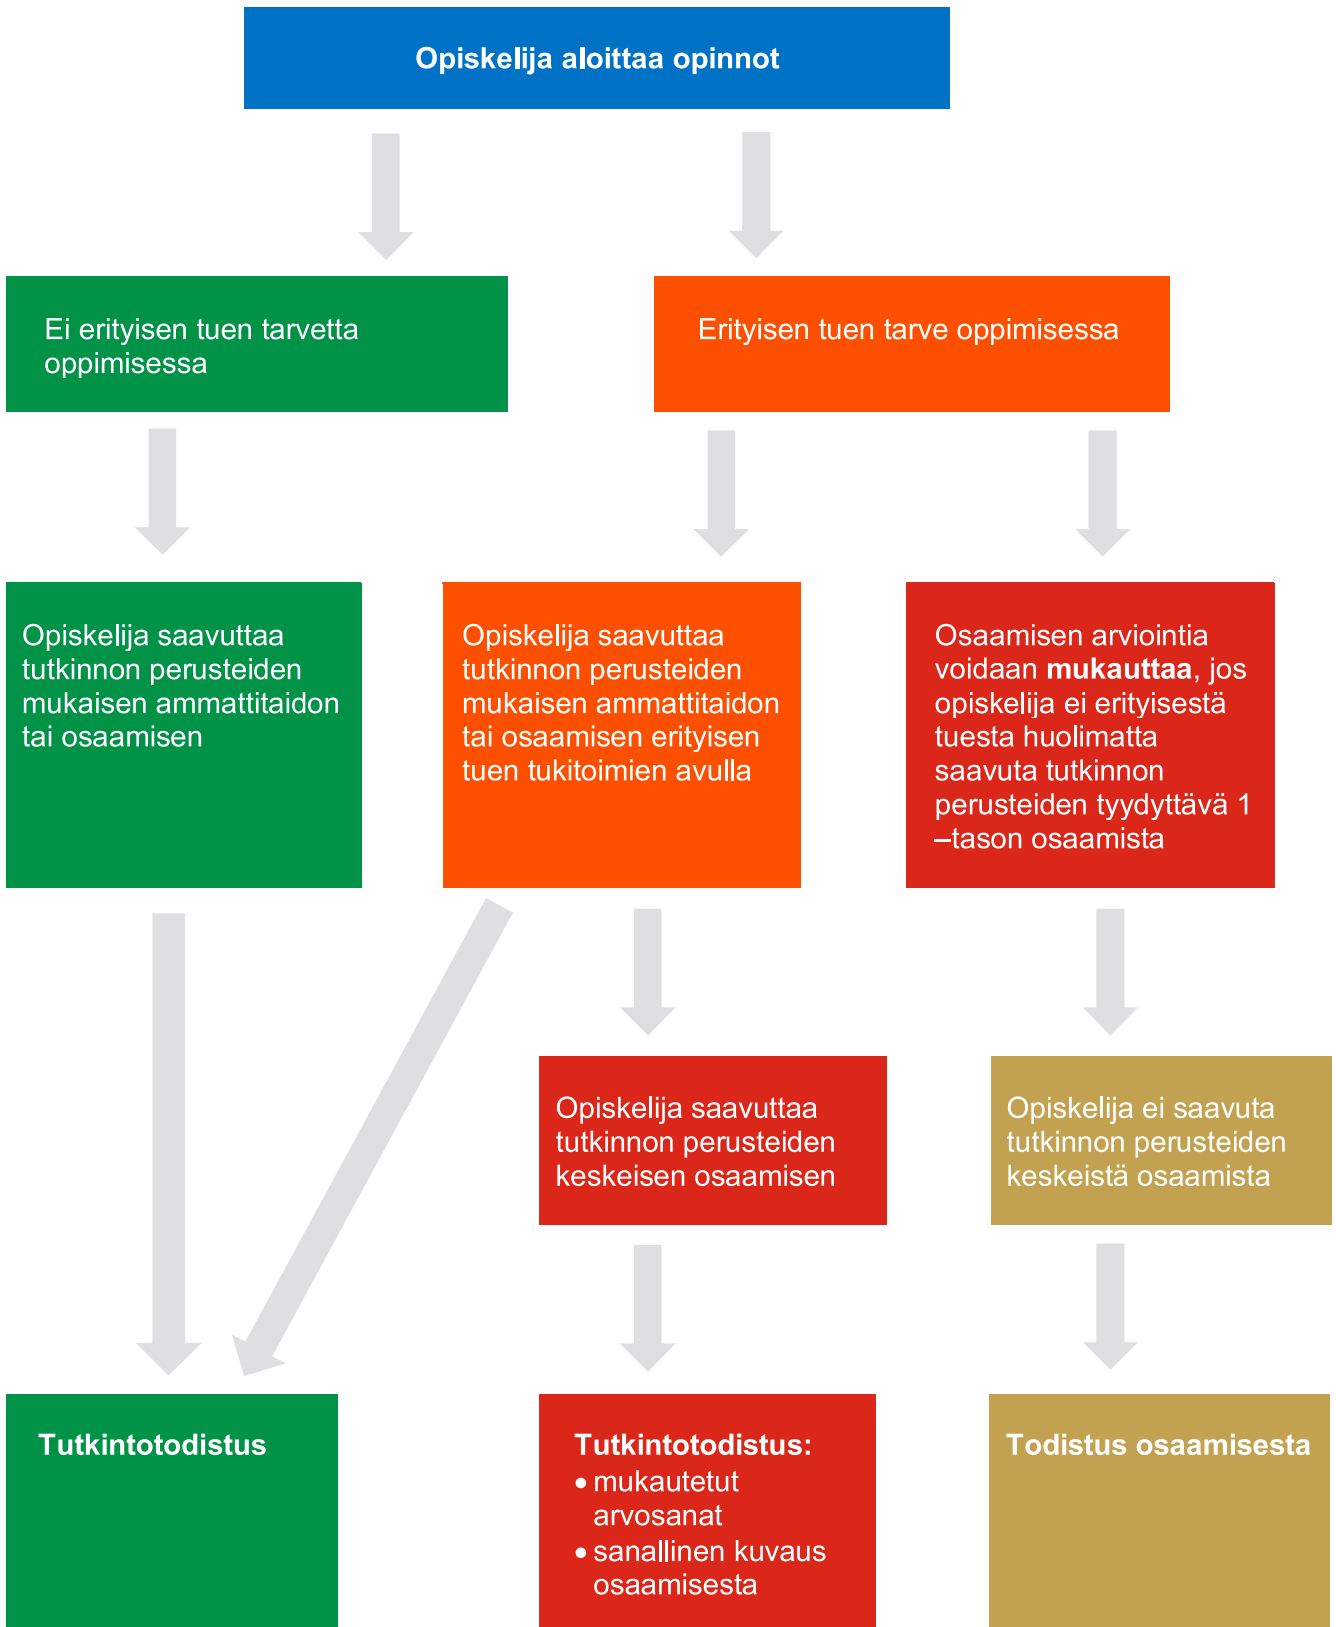 Opiskelija aloittaa opinnot
Ei erityisen tuen tarvetta
oppimisessa
Erityisen tuen tarve oppimisessa
Opiskelija saavuttaa
tutkinnon perusteiden
mukaisen ammattitaidon
tai osaamisen
Opiskelija saavuttaa
tutkinnon perusteiden
mukaisen ammattitaidon
tai osaamisen erityisen
tuen tukitoimien avulla
Osaamisen arviointia
voidaan mukauttaa, jos
opiskelija ei erityisestä
tuesta huolimatta
saavuta tutkinnon
perusteiden tyydyttävä 1
–tason osaamista
Opiskelija saavuttaa
tutkinnon perusteiden
keskeisen osaamisen
Opiskelija ei saavuta
tutkinnon perusteiden
keskeistä osaamista
Tutkintotodistus
Tutkintotodistus:
• mukautetut
arvosanat
• sanallinen kuvaus
osaamisesta
Todistus osaamisesta